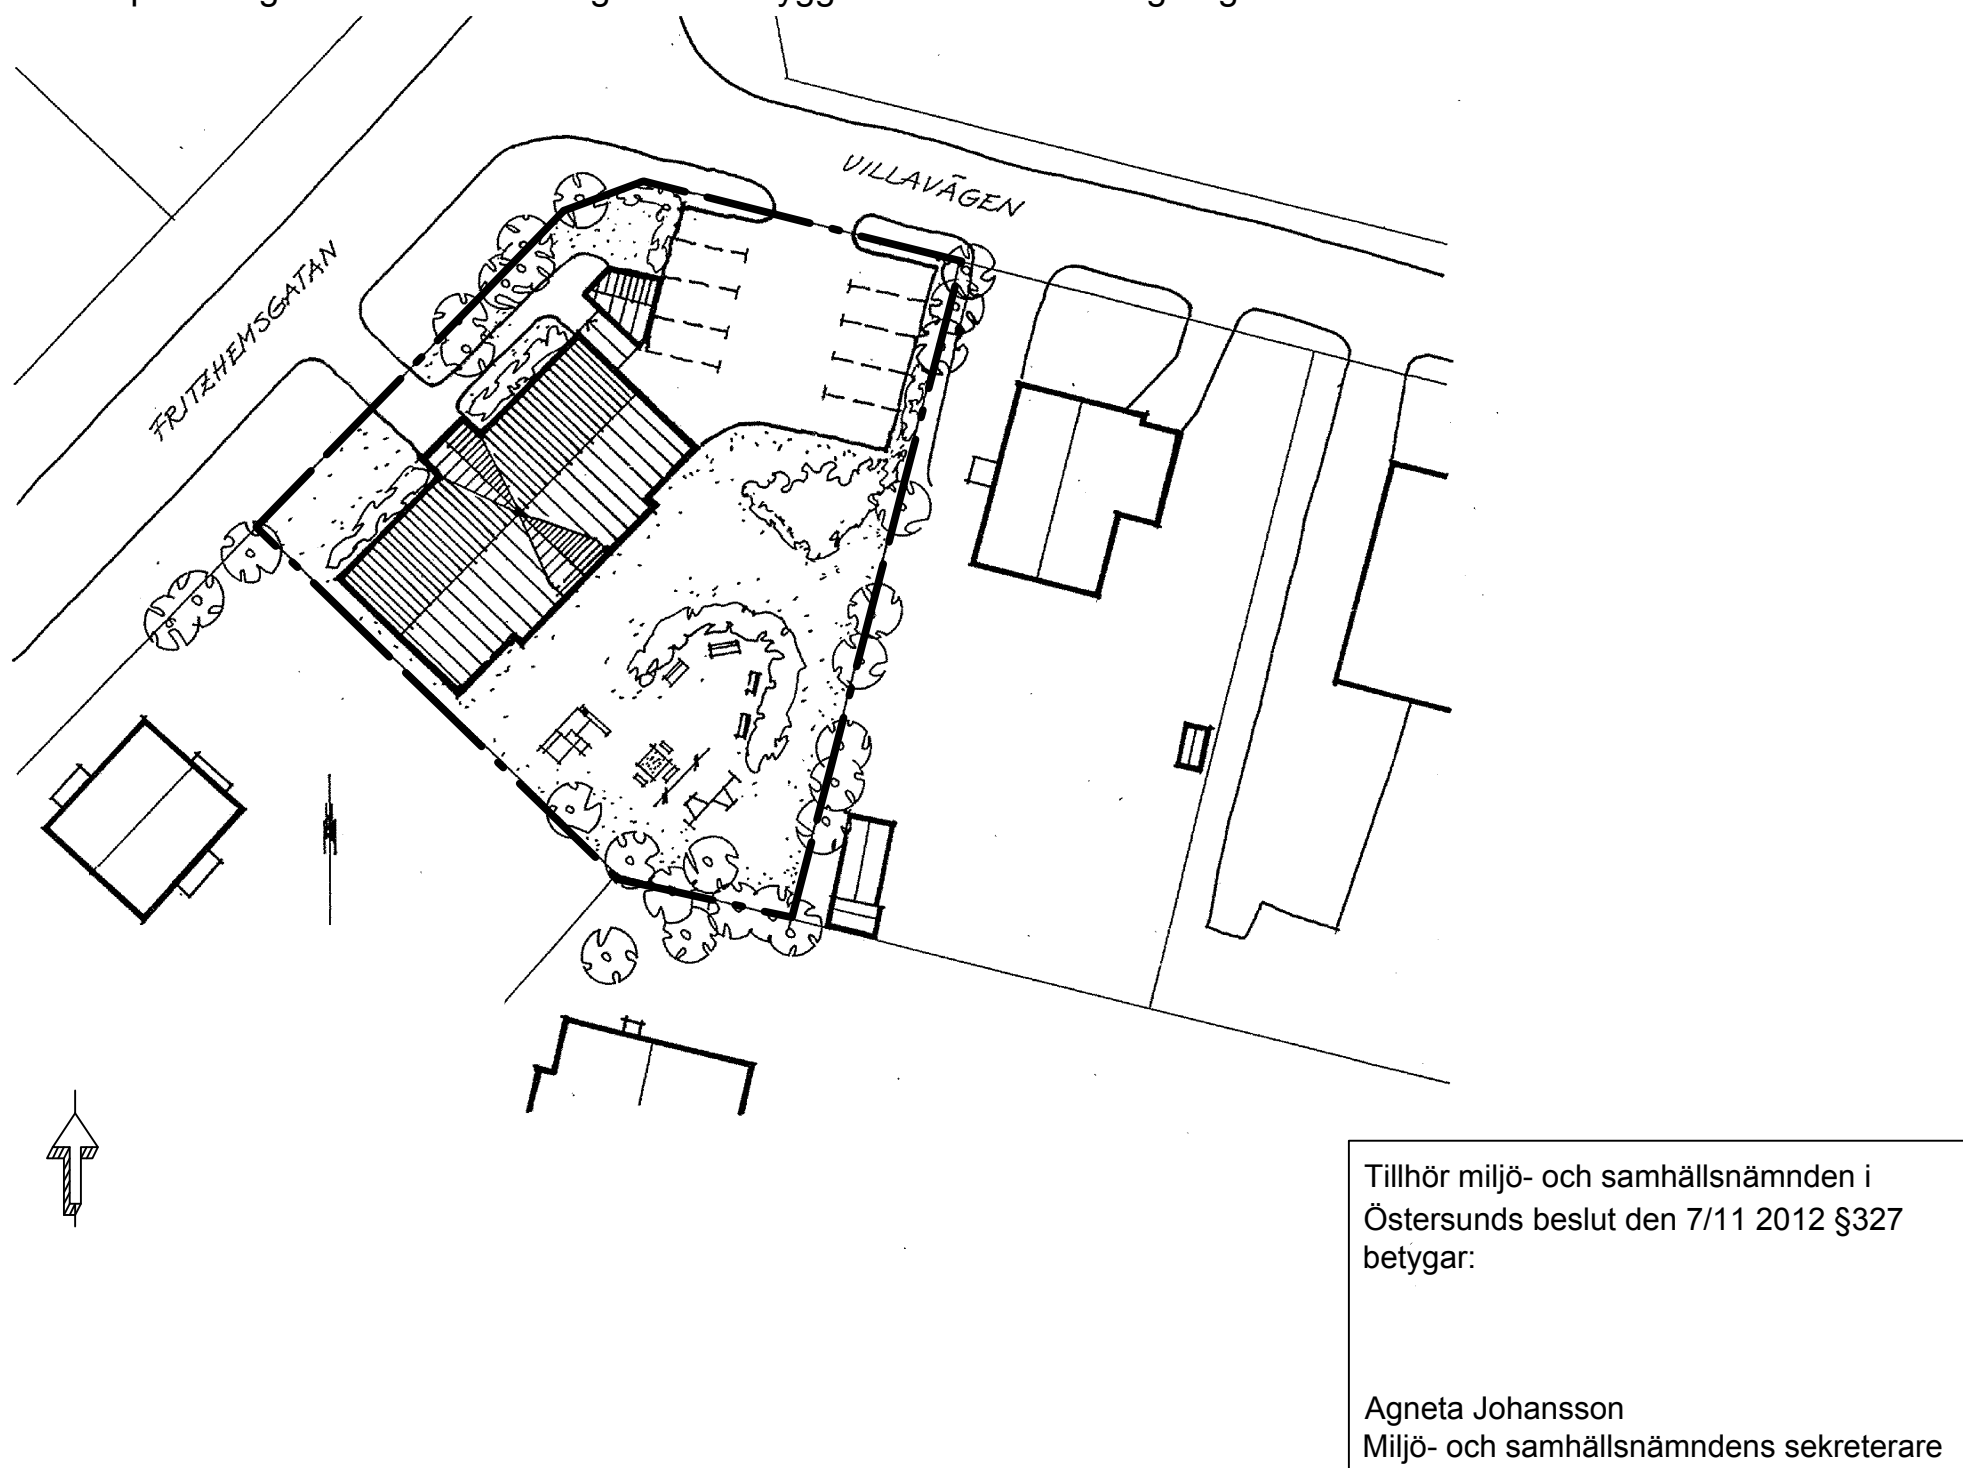 VILLAVÄGEN
FRITZHEMSGATAN
Tillhör miljö- och samhällsnämnden i
Östersunds beslut den 7/11 2012 §327
betygar:
Agneta Johansson
Miljö- och samhällsnämndens sekreterare